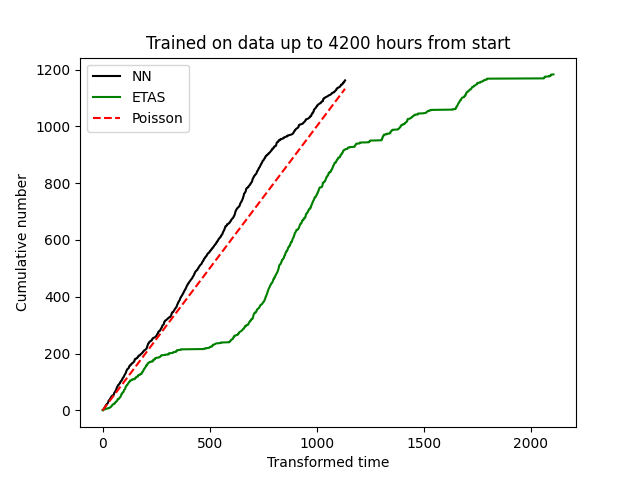 Trained on data up to 4200 hours from start
NN
ETAS
Poisson
1200
1000
800
600
400
200
0
Cumulative number
0
500
1000
1500
2000
Transformed time